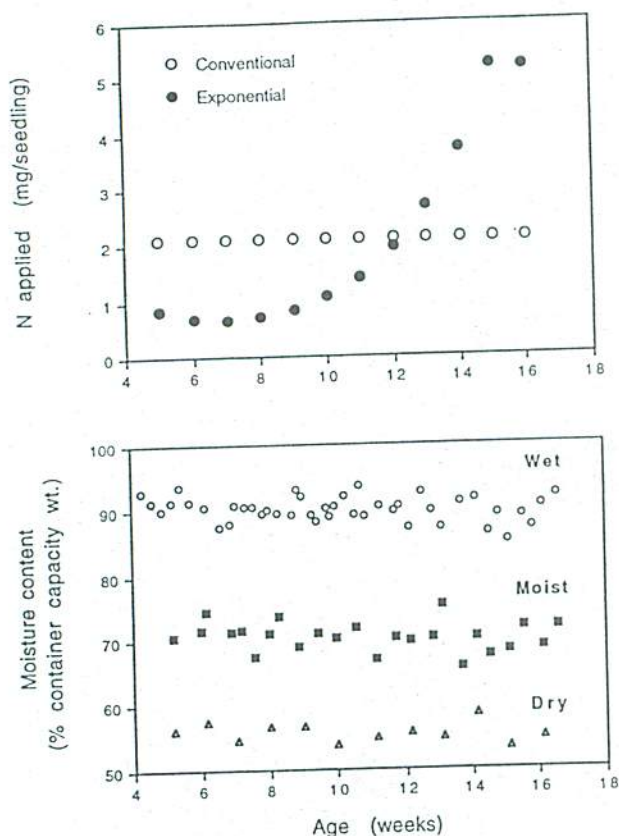 6
5
4
3
2
1
0
N applied (mg/seedling)
Conventional
Exponential
4 6 8 10 12 14 16 18
100
90
80
70
60
50
Moisture content
(% container capacity wt.)
Wet
Moist
Dry
4 6 8 10 12 14 16 18
Age (weeks)